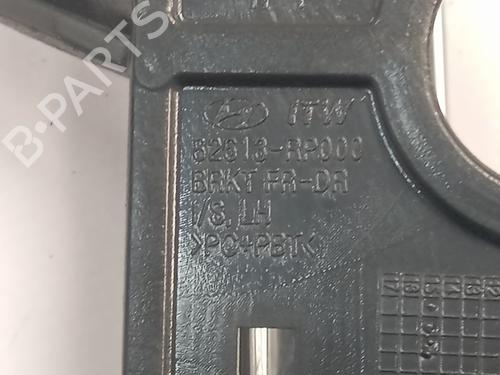 B-PARTS
ITW
82613-RP000
BRKT FR-DR
I/S, LH
>PC+PBT<